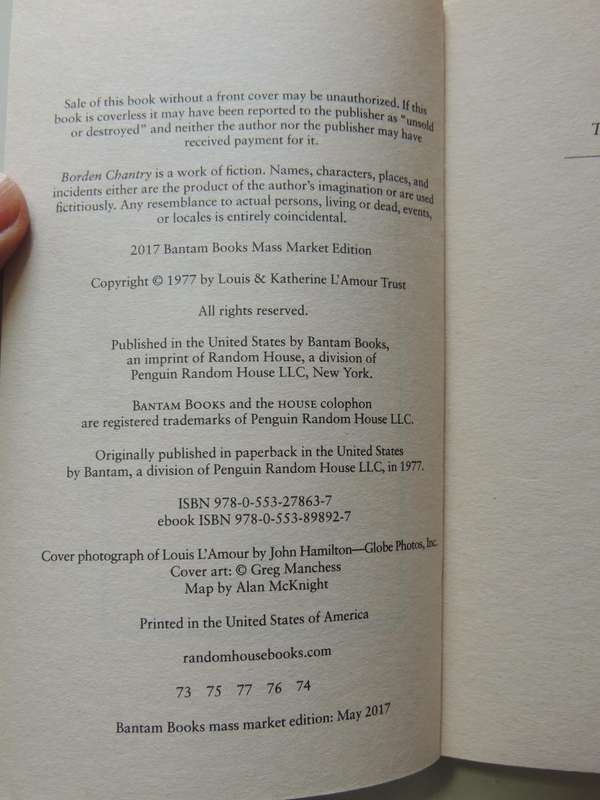 Sale of this book without a front cover may be unauthorized. If this
book is coverless it may have been reported to the publisher as "unsold
or destroyed" and neither the author nor the publisher may have
received payment for it.
Borden Chantry is a work of fiction. Names, characters, places, and
incidents either are the product of the author's imagination or are used
fictitiously. Any resemblance to actual persons, living or dead, events,
or locales is entirely coincidental.
2017 Bantam Books Mass Market Edition
Copyright © 1977 by Louis & Katherine L'Amour Trust
All rights reserved.
Published in the United States by Bantam Books,
an imprint of Random House, a division of
Penguin Random House LLC, New York.
BANTAM BOOKS and the HOUSE colophon
are registered trademarks of Penguin Random House LLC.
Originally published in paperback in the United States
by Bantam, a division of Penguin Random House LLC, in 1977.
ISBN 978-0-553-27863-7
ebook ISBN 978-0-553-89892-7
Cover photograph of Louis L'Amour by John Hamilton—Globe Photos, Inc.
Cover art: © Greg Manchess
Map by Alan McKnight
Printed in the United States of America
randomhousebooks.com
73 75 77 76 74
Bantam Books mass market edition: May 2017
T